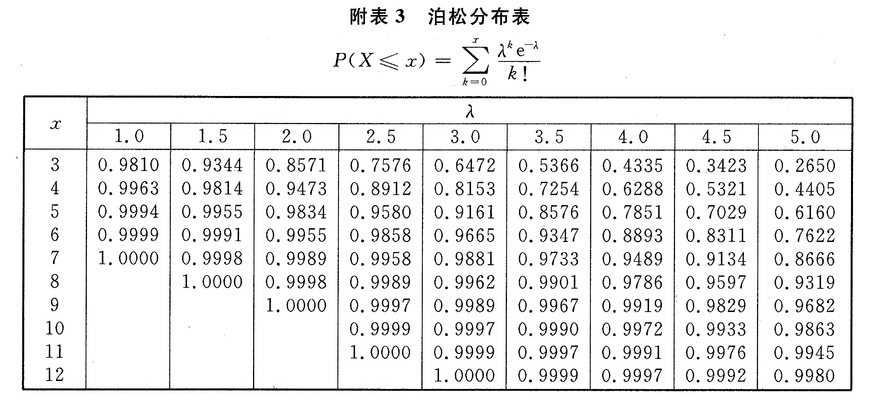 附表 3 泊松分布表
P(X⩽x) = ∑_{k=0}^{x} λ^k e^{-λ} / k!
x λ
1.0 1.5 2.0 2.5 3.0 3.5 4.0 4.5 5.0
3 0.9810 0.9344 0.8571 0.7576 0.6472 0.5366 0.4335 0.3423 0.2650
4 0.9963 0.9814 0.9473 0.8912 0.8153 0.7254 0.6288 0.5321 0.4405
5 0.9994 0.9955 0.9834 0.9580 0.9161 0.8576 0.7851 0.7029 0.6160
6 0.9999 0.9991 0.9955 0.9858 0.9665 0.9347 0.8893 0.8311 0.7622
7 1.0000 0.9998 0.9989 0.9958 0.9881 0.9733 0.9489 0.9134 0.8666
8 1.0000 0.9998 0.9989 0.9962 0.9901 0.9786 0.9597 0.9319
9 1.0000 0.9997 0.9989 0.9967 0.9919 0.9829 0.9682
10 0.9999 0.9997 0.9990 0.9972 0.9933 0.9863
11 1.0000 0.9999 0.9997 0.9991 0.9976 0.9945
12 1.0000 0.9999 0.9997 0.9992 0.9980